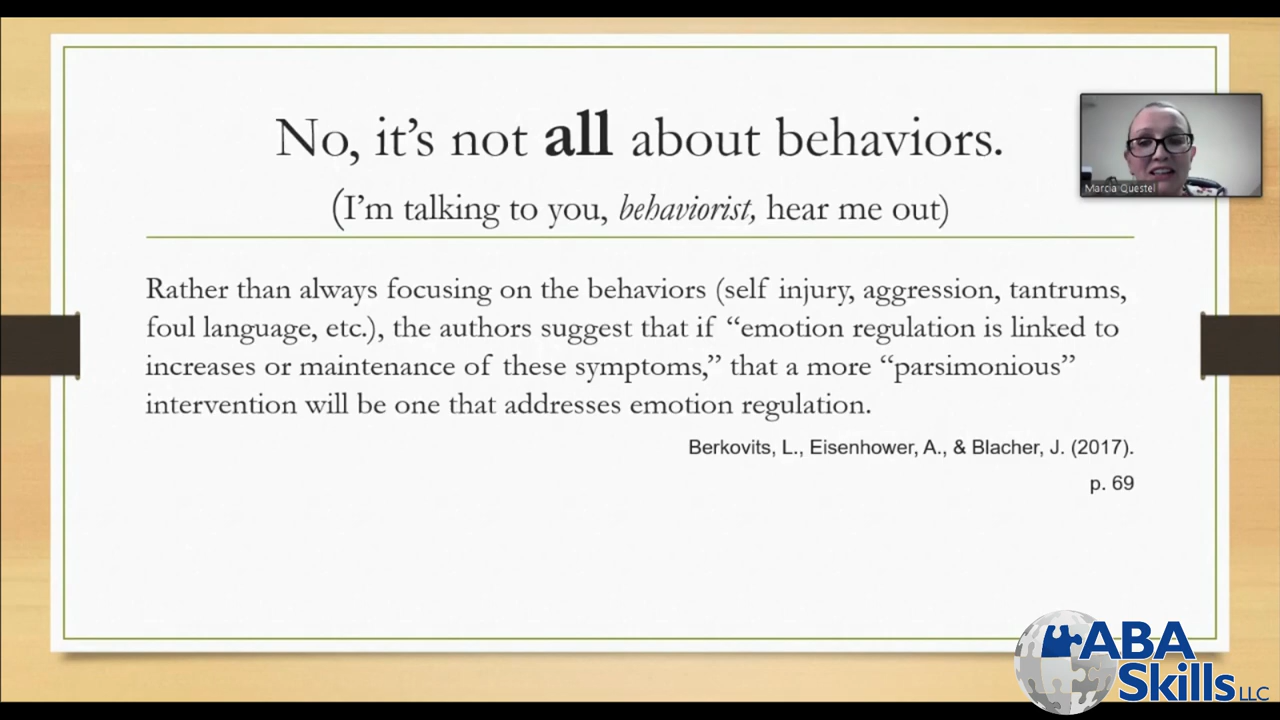 No, it's not all about behaviors.
(I'm talking to you, behaviorist, hear me out)
Marcia Questel
Rather than always focusing on the behaviors (self injury, aggression, tantrums,
foul language, etc.), the authors suggest that if “emotion regulation is linked to
increases or maintenance of these symptoms,” that a more “parsimonious”
intervention will be one that addresses emotion regulation.
Berkovits, L., Eisenhower, A., & Blacher, J. (2017).
p. 69
ABA
Skills LLC